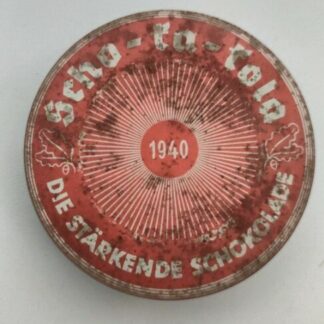 Scho-ka-kola
1940
DIE STÄRKENDE SCHOKOLADE